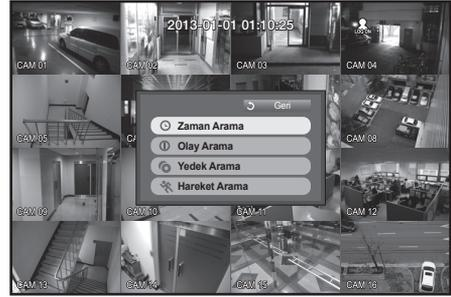 2013-01-01 01:10:25
LOG ON
CAM 01
CAM 02
CAM 03
CAM 04
Geri
Zaman Arama
Olay Arama
Yedek Arama
Hareket Arama
CAM 05
CAM 08
CAM 09
CAM 10
CAM 11
CAM 12
CAM 13
CAM 14
CAM 15
CAM 16